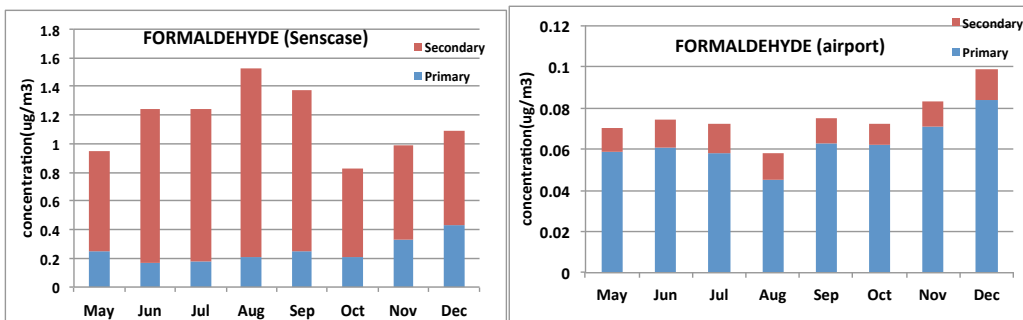 FORMALDEHYDE (Senscase)
Secondary
Primary
concentration(ug/m3)
1.8
1.6
1.4
1.2
1
0.8
0.6
0.4
0.2
0
May Jun Jul Aug Sep Oct Nov Dec
FORMALDEHYDE (airport)
Secondary
Primary
concentration(ug/m3)
0.12
0.1
0.08
0.06
0.04
0.02
0
May Jun Jul Aug Sep Oct Nov Dec